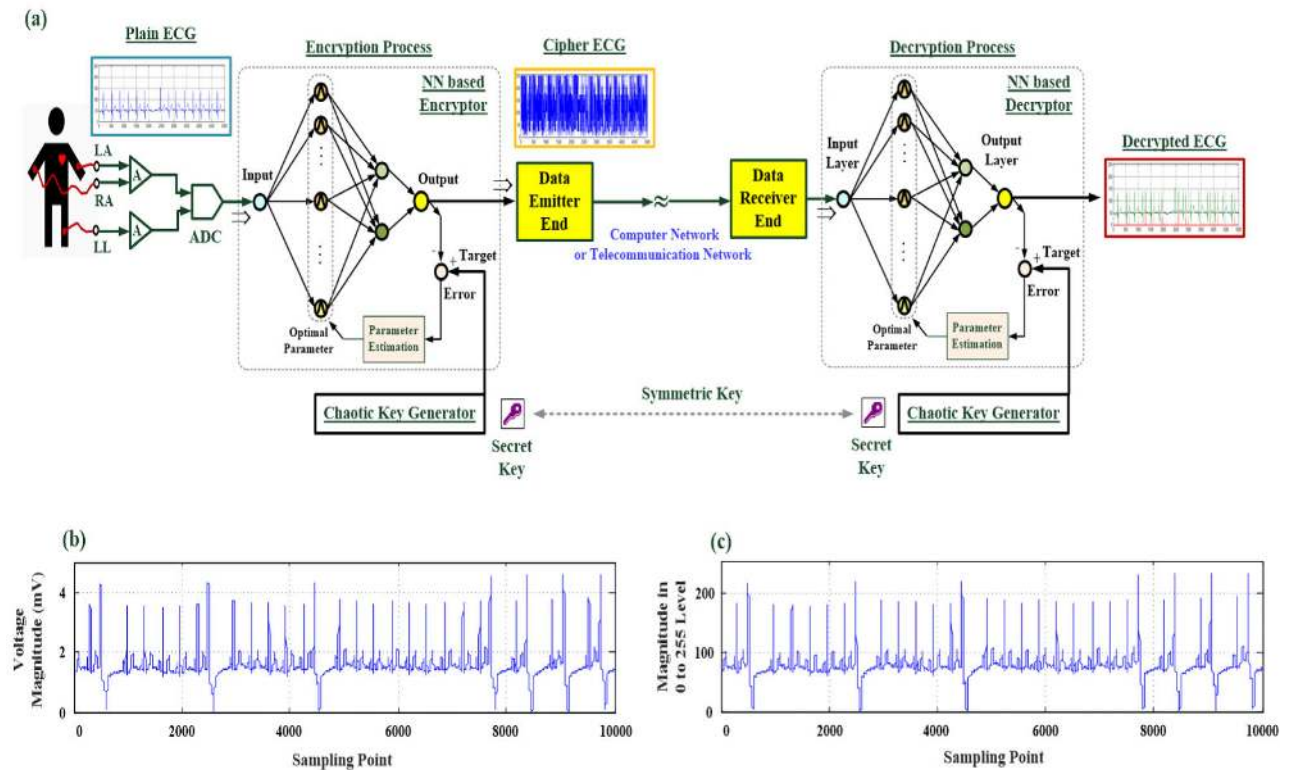 (a)
Plain ECG
Encryption Process
Cipher ECG
Decryption Process
NN based
Encryptor
NN based
Decryptor
LA
RA
LL
A
A
ADC
Input
Output
Data
Emitter
End
Data
Receiver
End
Computer Network
or Telecommunication Network
Input
Layer
Output
Layer
Decrypted ECG
- + Target
Error
Optimal
Parameter
Parameter
Estimation
- + Target
Error
Optimal
Parameter
Parameter
Estimation
Chaotic Key Generator
Symmetric Key
Chaotic Key Generator
Secret
Key
Secret
Key
(b)
Voltage
Magnitude (mV)
4
2
0
0 2000 4000 6000 8000 10000
Sampling Point
(c)
Magnitude in
0 to 255 Level
200
100
0
0 2000 4000 6000 8000 10000
Sampling Point